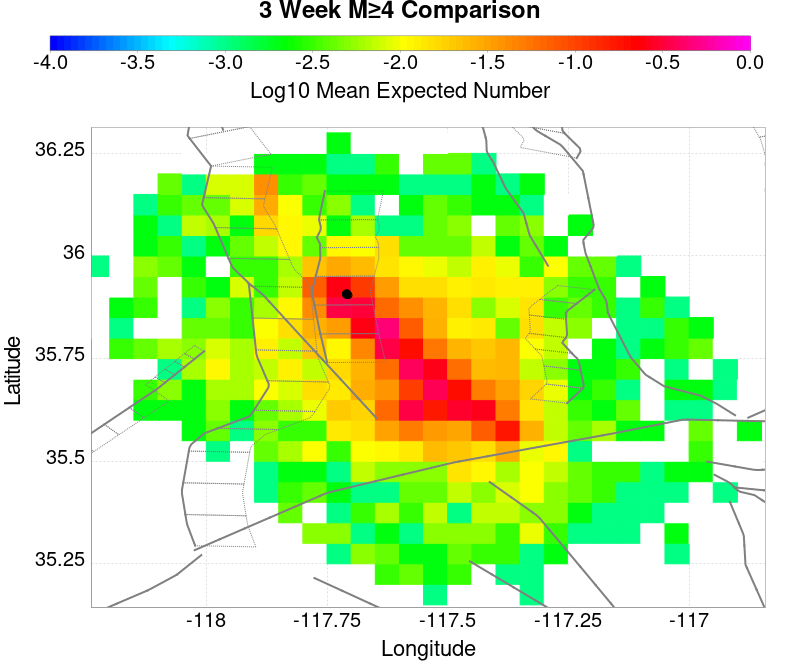 3 Week M≥4 Comparison
-4.0 -3.5 -3.0 -2.5 -2.0 -1.5 -1.0 -0.5 0.0
Log10 Mean Expected Number
36.25
36
35.75
35.5
35.25
Latitude
-118 -117.75 -117.5 -117.25 -117
Longitude